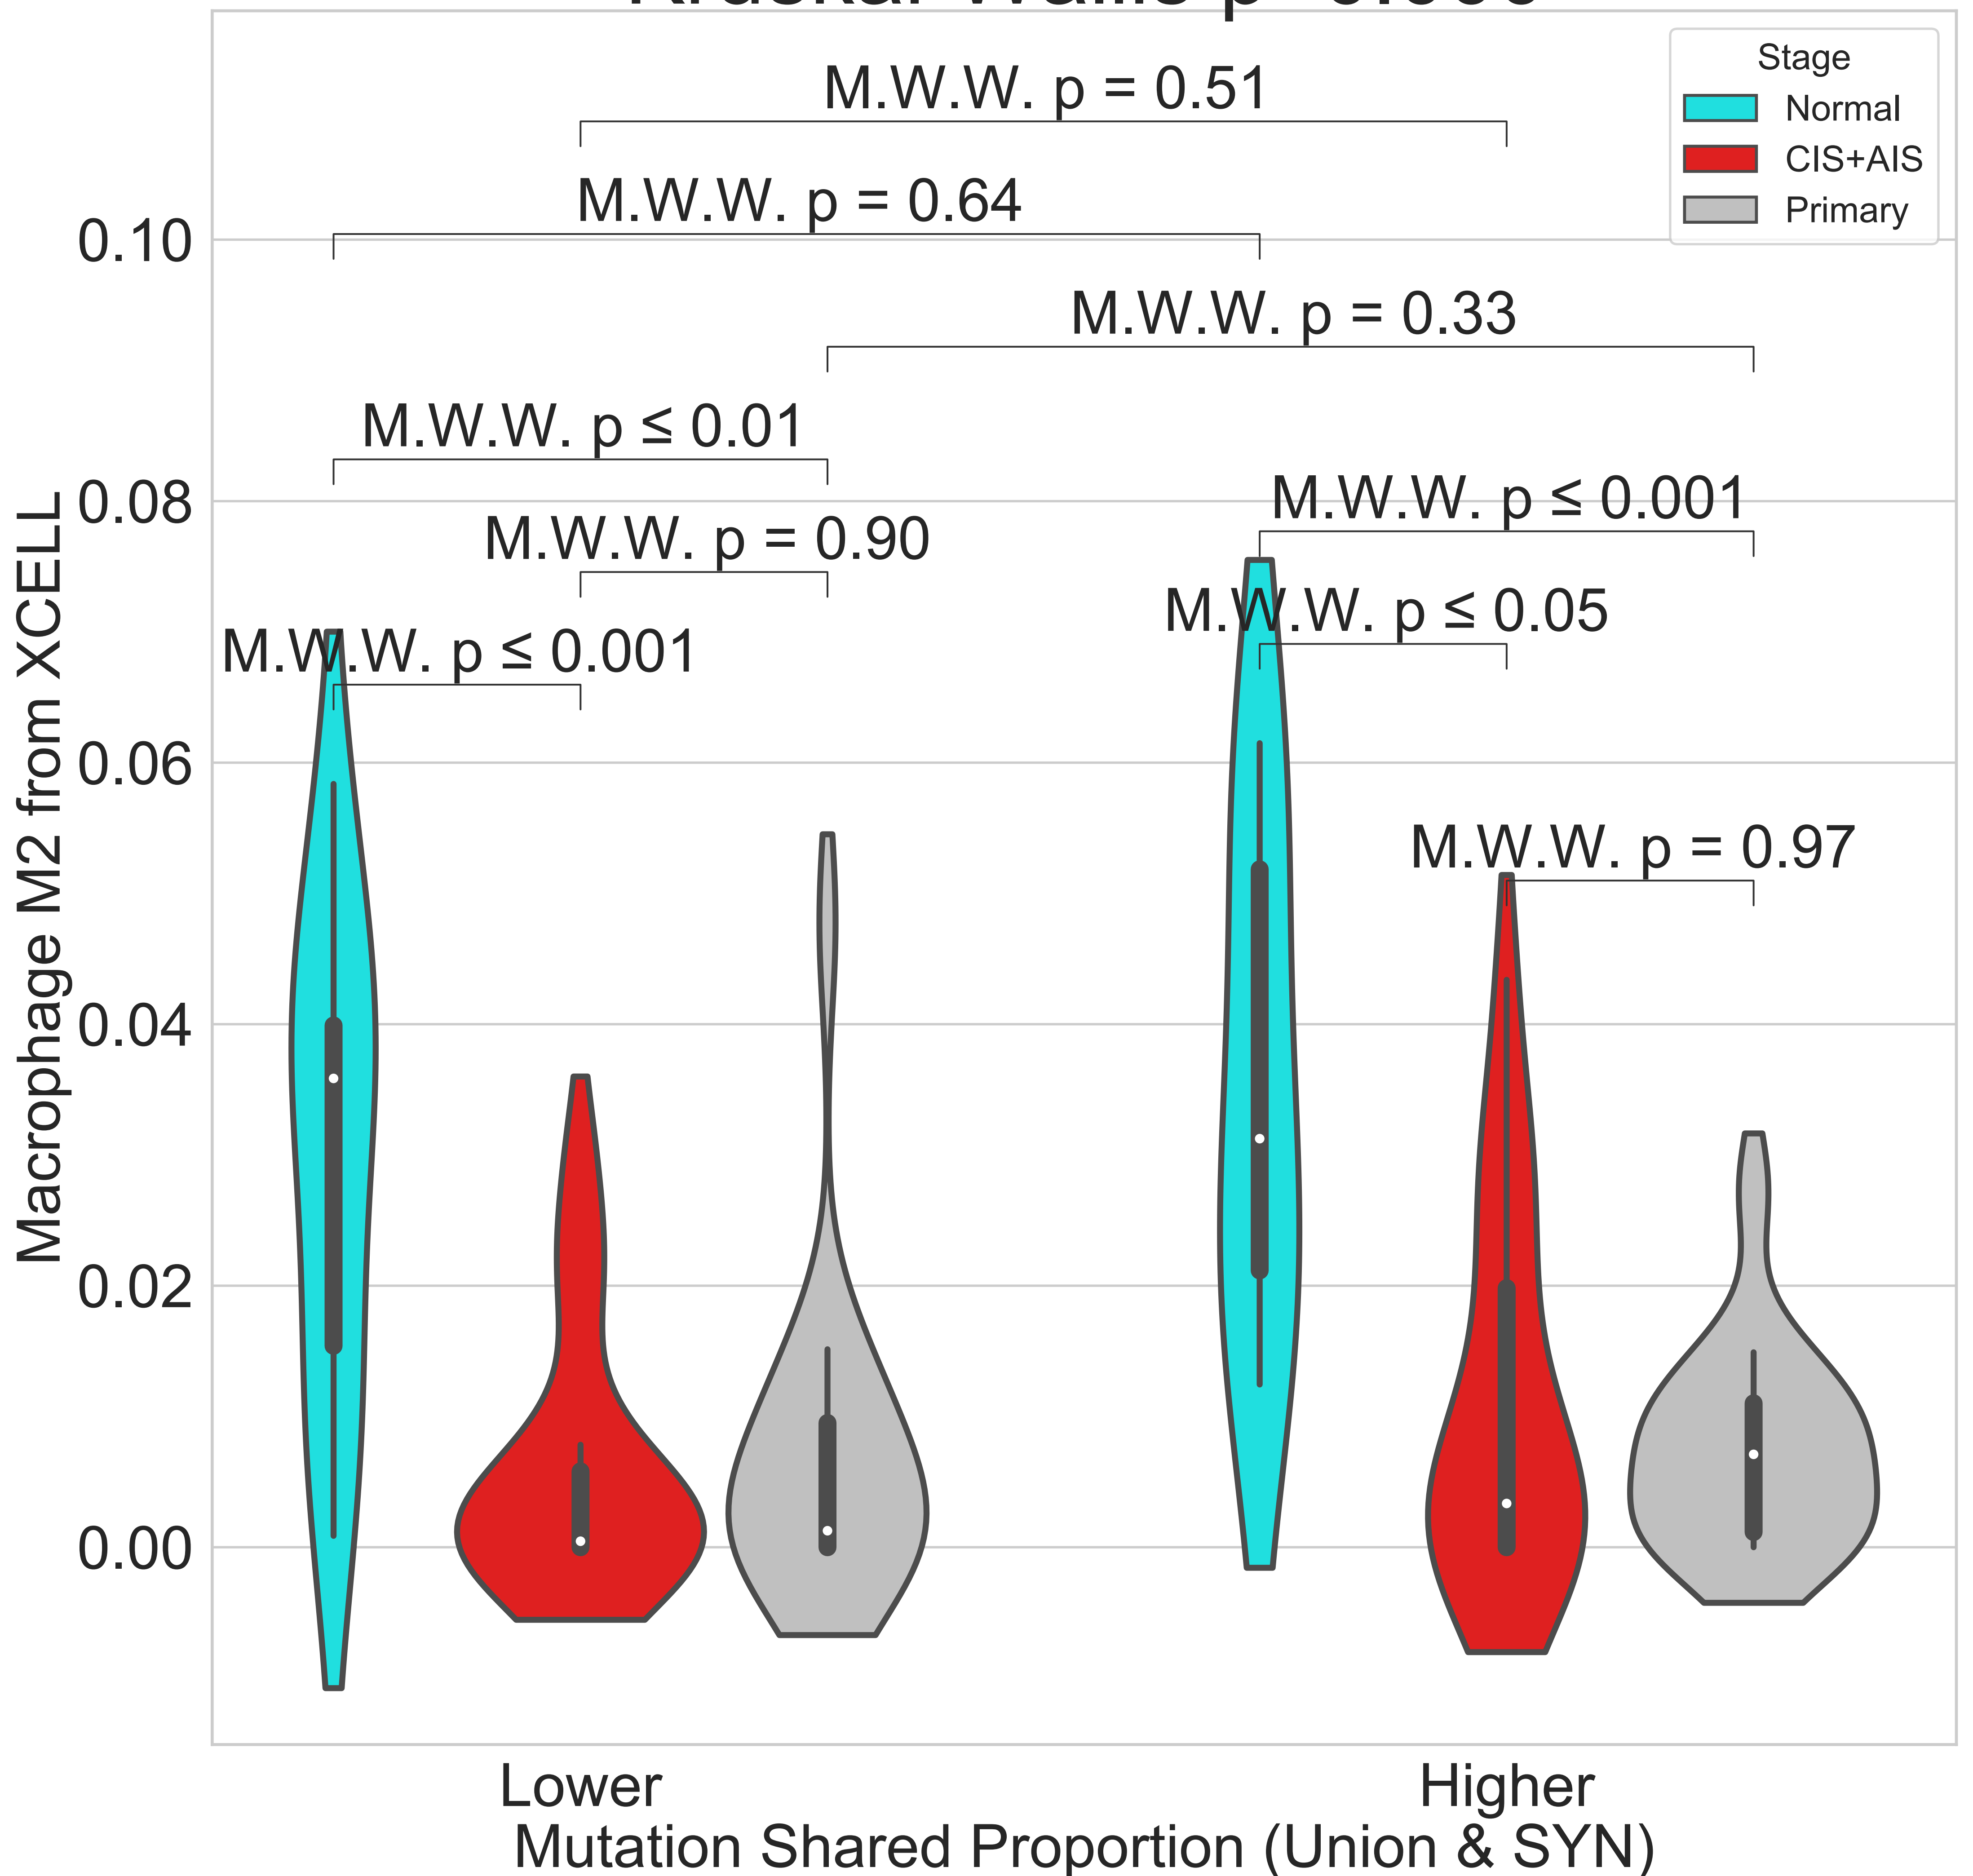 Stage
Normal
CIS+AIS
Primary
M.W.W. p = 0.51
M.W.W. p = 0.64
M.W.W. p = 0.33
M.W.W. p ≤ 0.01
M.W.W. p ≤ 0.001
M.W.W. p = 0.90
M.W.W. p ≤ 0.05
M.W.W. p ≤ 0.001
M.W.W. p = 0.97
0.10
0.08
0.06
0.04
0.02
0.00
Macrophage M2 from XCELL
Lower
Higher
Mutation Shared Proportion (Union & SYN)